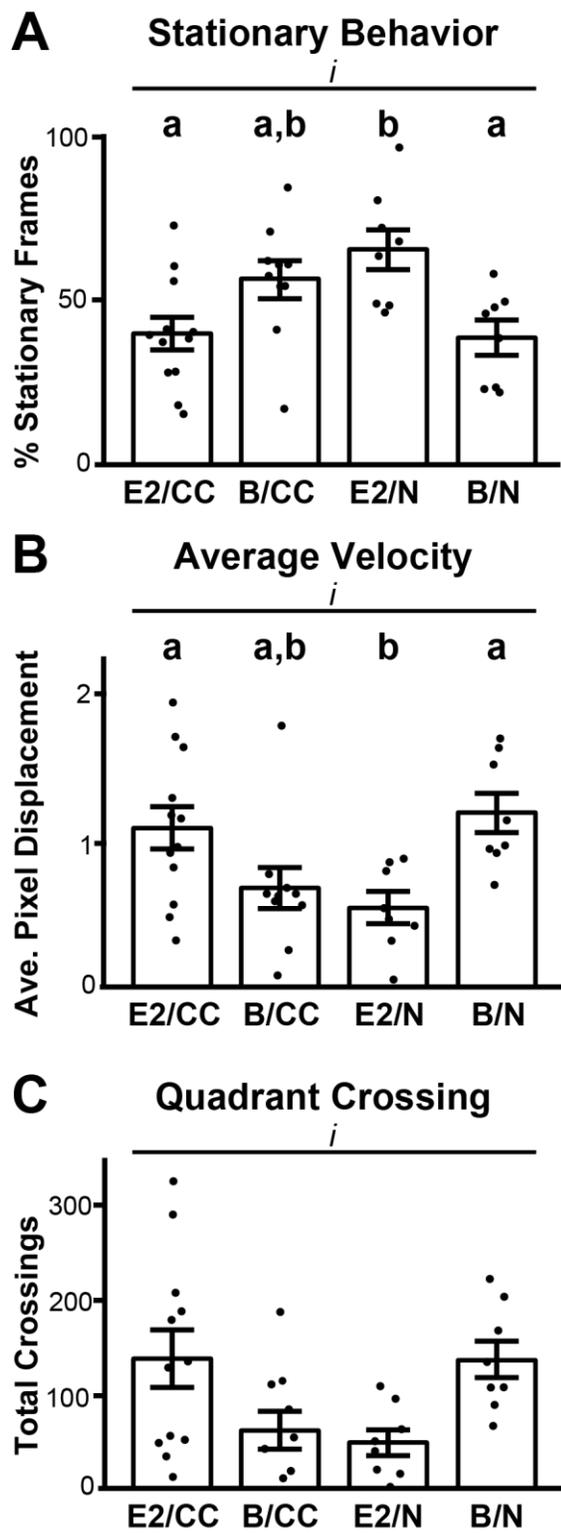 A Stationary Behavior
i
a a,b b a
% Stationary Frames
100
50
0
E2/CC B/CC E2/N B/N
B Average Velocity
i
a a,b b a
Ave. Pixel Displacement
2
1
0
E2/CC B/CC E2/N B/N
C Quadrant Crossing
i
Total Crossings
300
200
100
0
E2/CC B/CC E2/N B/N